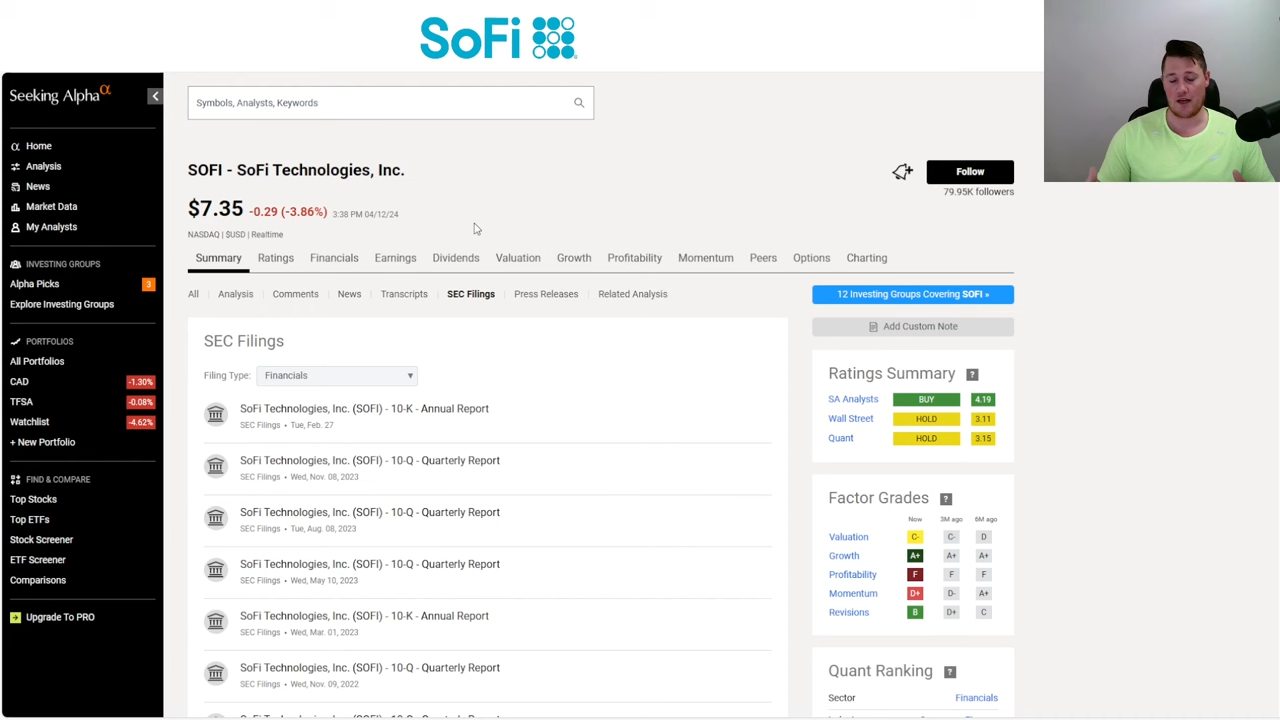 SoFi
Seeking Alpha α
Home
Analysis
News
Market Data
My Analysts
INVESTING GROUPS
Alpha Picks 3
Explore Investing Groups
PORTFOLIOS
All Portfolios
CAD -1.30%
TFSA -0.08%
Watchlist -4.62%
+ New Portfolio
FIND & COMPARE
Top Stocks
Top ETFs
Stock Screener
ETF Screener
Comparisons
Upgrade To PRO
Symbols, Analysts, Keywords
SOFI - SoFi Technologies, Inc.
Follow
79.95K followers
$7.35 -0.29 (-3.86%) 3:38 PM 04/12/24
NASDAQ | $USD | Realtime
Summary Ratings Financials Earnings Dividends Valuation Growth Profitability Momentum Peers Options Charting
All Analysis Comments News Transcripts SEC Filings Press Releases Related Analysis
SEC Filings
Filing Type: Financials
SoFi Technologies, Inc. (SOFI) - 10-K - Annual Report
SEC Filings • Tue, Feb. 27
SoFi Technologies, Inc. (SOFI) - 10-Q - Quarterly Report
SEC Filings • Wed, Nov. 08, 2023
SoFi Technologies, Inc. (SOFI) - 10-Q - Quarterly Report
SEC Filings • Tue, Aug. 08, 2023
SoFi Technologies, Inc. (SOFI) - 10-Q - Quarterly Report
SEC Filings • Wed, May 10, 2023
SoFi Technologies, Inc. (SOFI) - 10-K - Annual Report
SEC Filings • Wed, Mar. 01, 2023
SoFi Technologies, Inc. (SOFI) - 10-Q - Quarterly Report
SEC Filings • Wed, Nov. 09, 2022
12 Investing Groups Covering SOFI »
Add Custom Note
Ratings Summary ?
SA Analysts BUY 4.19
Wall Street HOLD 3.11
Quant HOLD 3.15
Factor Grades ?
Now 3M ago 6M ago
Valuation C- C- D
Growth A+ A+ A+
Profitability F F F
Momentum D+ D- A+
Revisions B D+ C
Quant Ranking ?
Sector Financials